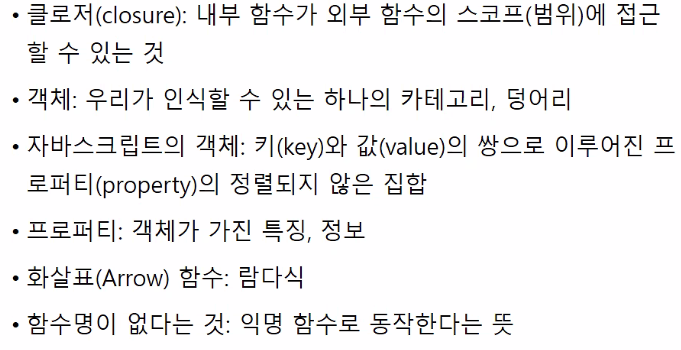 • 클로저(closure): 내부 함수가 외부 함수의 스코프(범위)에 접근
할 수 있는 것
• 객체: 우리가 인식할 수 있는 하나의 카테고리, 덩어리
• 자바스크립트의 객체: 키(key)와 값(value)의 쌍으로 이루어진 프
로퍼티(property)의 정렬되지 않은 집합
• 프로퍼티: 객체가 가진 특징, 정보
• 화살표(Arrow) 함수: 람다식
• 함수명이 없다는 것: 익명 함수로 동작한다는 뜻